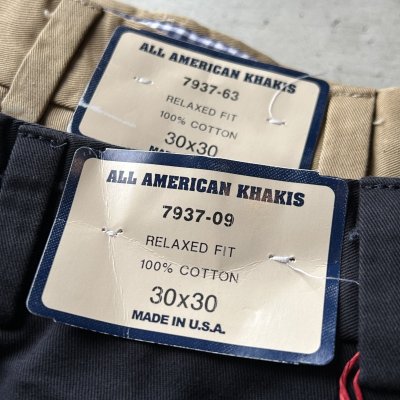 ALL AMERICAN KHAKIS
7937-63
RELAXED FIT
100% COTTON
30x30
ALL AMERICAN KHAKIS
7937-09
RELAXED FIT
100% COTTON
30x30
MADE IN U.S.A.